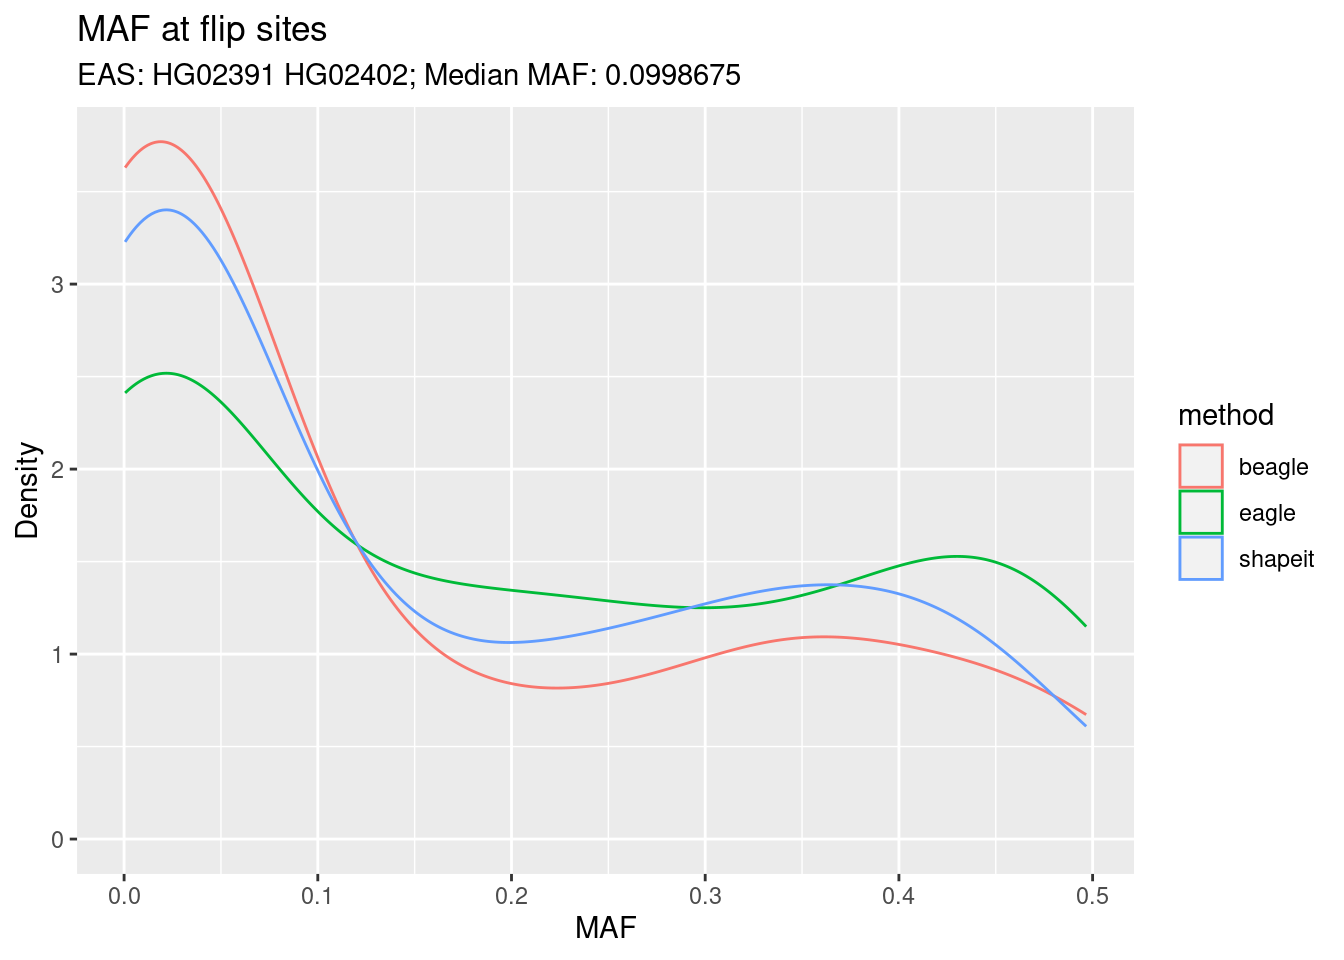 MAF at flip sites
EAS: HG02391 HG02402; Median MAF: 0.0998675
Density
3
2
1
0
0.0 0.1 0.2 0.3 0.4 0.5
MAF
method
beagle
eagle
shapeit